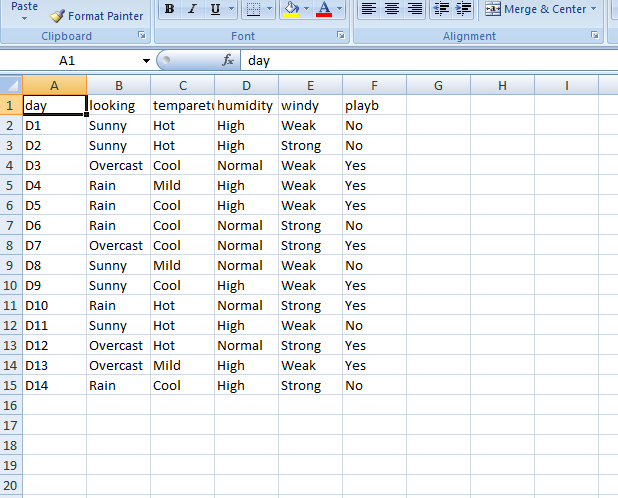 Paste
Format Painter
B I U
A
Merge & Center
Clipboard
Font
Alignment
A1
fx
day
A B C D E F G H I
1 day looking temparetu humidity windy playb
2 D1 Sunny Hot High Weak No
3 D2 Sunny Hot High Strong No
4 D3 Overcast Cool Normal Weak Yes
5 D4 Rain Mild High Weak Yes
6 D5 Rain Cool High Weak Yes
7 D6 Rain Cool Normal Strong No
8 D7 Overcast Cool Normal Strong Yes
9 D8 Sunny Mild Normal Weak No
10 D9 Sunny Cool High Weak Yes
11 D10 Rain Hot Normal Strong Yes
12 D11 Sunny Hot High Weak No
13 D12 Overcast Hot Normal Strong Yes
14 D13 Overcast Mild High Weak Yes
15 D14 Rain Cool High Strong No
16
17
18
19
20